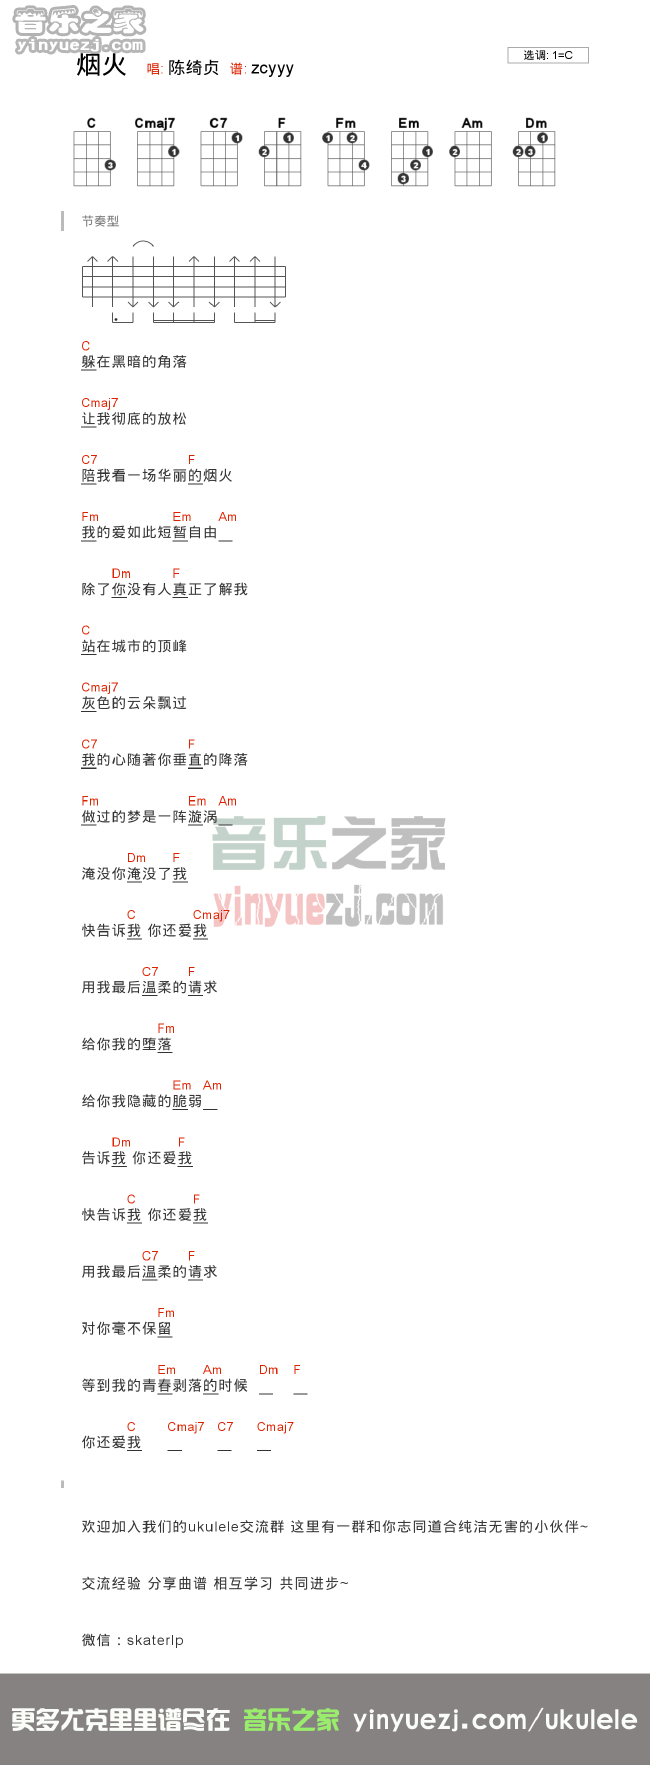 音乐之家
yinyuezj.com
烟火 唱: 陈绮贞 谱: zcyyy
选调: 1=C
C Cmaj7 C7 F Fm Em Am Dm
3 1 1 1 2 1 2 4 1 2 3 2 1 2 3
节奏型
C
躲在黑暗的角落
Cmaj7
让我彻底的放松
C7 F
陪我看一场华丽的烟火
Fm Em Am
我的爱如此短暂自由
Dm F
除了你没有人真正了解我
C
站在城市的顶峰
Cmaj7
灰色的云朵飘过
C7 F
我的心随著你垂直的降落
Fm Em Am
做过的梦是一阵漩涡
音乐之家
Dm F
淹没你淹没了我
yinyuezj.com
C Cmaj7
快告诉我 你还爱我
C7 F
用我最后温柔的请求
Fm
给你我的堕落
Em Am
给你我隐藏的脆弱
Dm F
告诉我 你还爱我
C F
快告诉我 你还爱我
C7 F
用我最后温柔的请求
Fm
对你毫不保留
Em Am Dm F
等到我的青春剥落的时候
C Cmaj7 C7 Cmaj7
你还爱我
欢迎加入我们的ukulele交流群 这里有一群和你志同道合纯洁无害的小伙伴~
交流经验 分享曲谱 相互学习 共同进步~
微信：skaterlp
更多尤克里里谱尽在 音乐之家 yinyuezj.com/ukulele